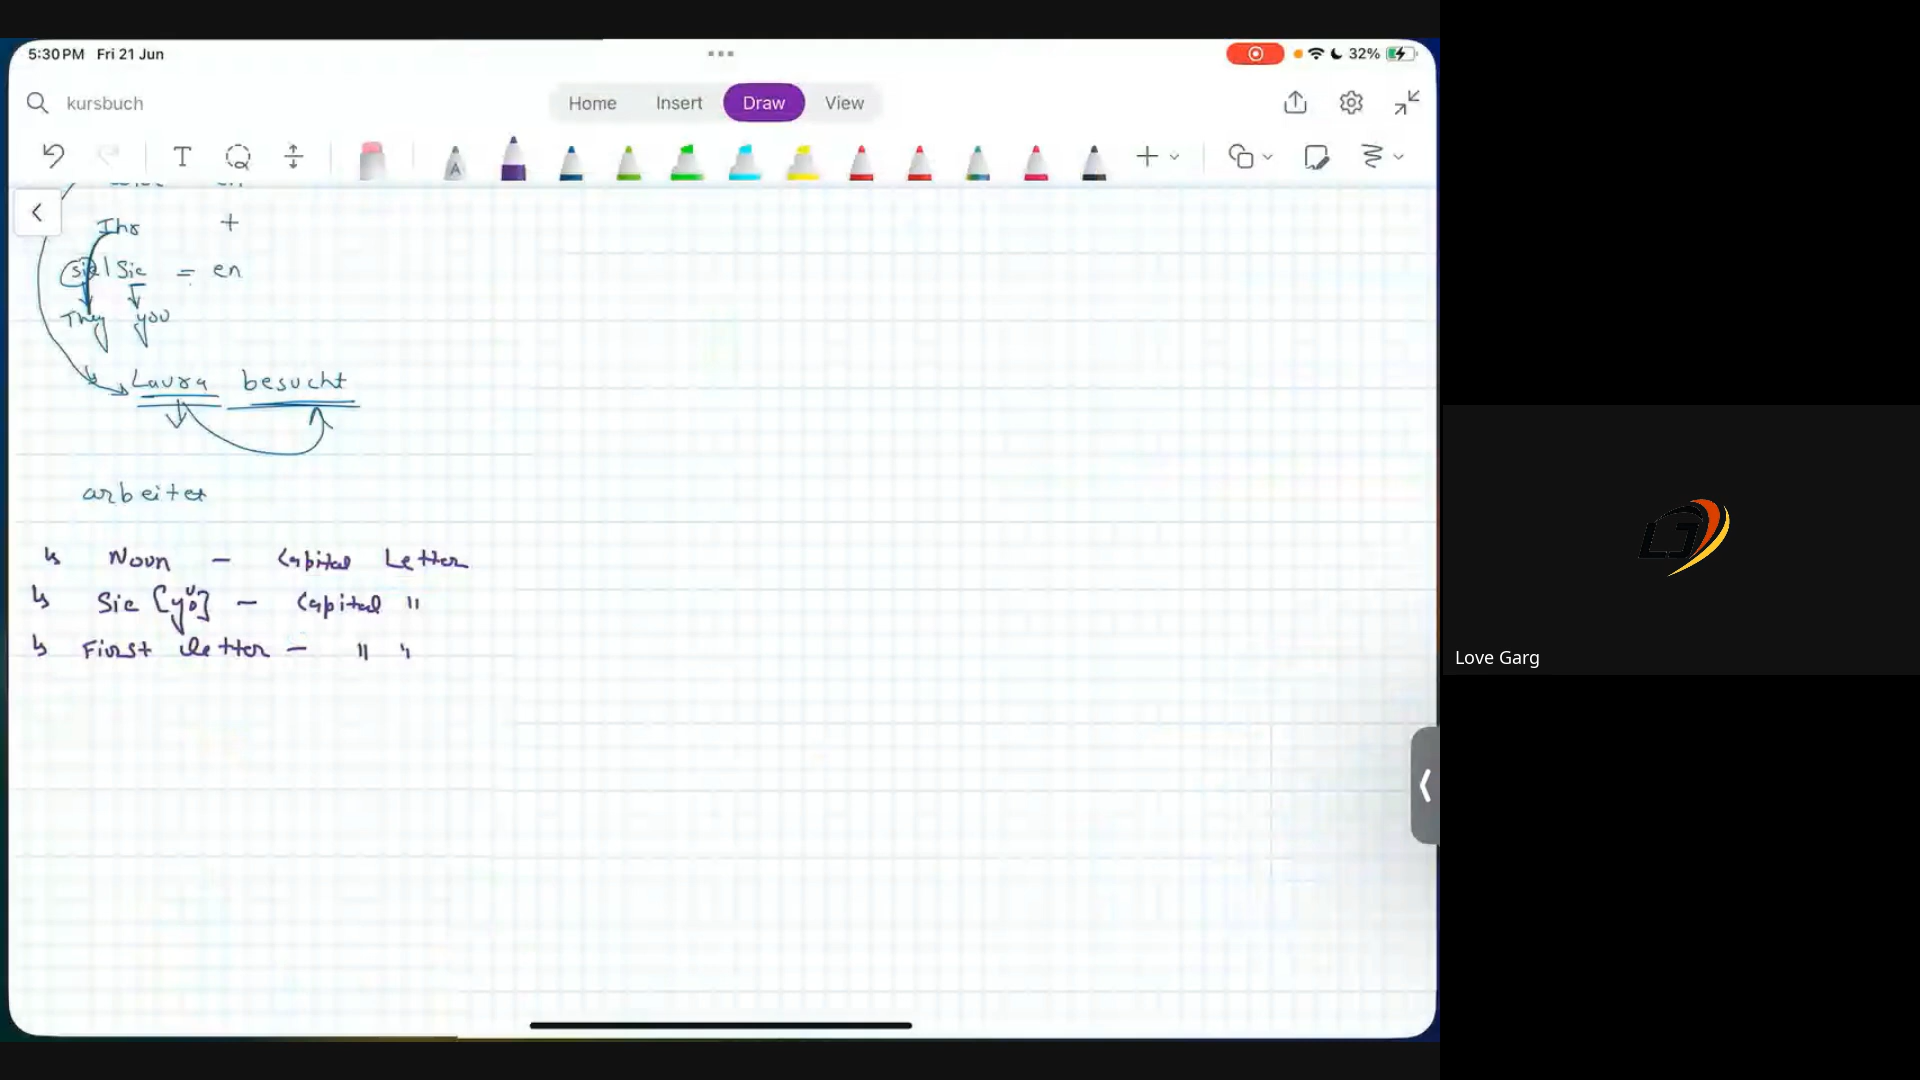 5:30 PM Fri 21 Jun
32%
kursbuch
Home Insert Draw View
T
A
Ihr +
sie | Sie = en
They you
Laura besucht
arbeitet
↳ Noun - Capital Letter
↳ Sie [you] - Capital "
↳ First letter - " "
Love Garg